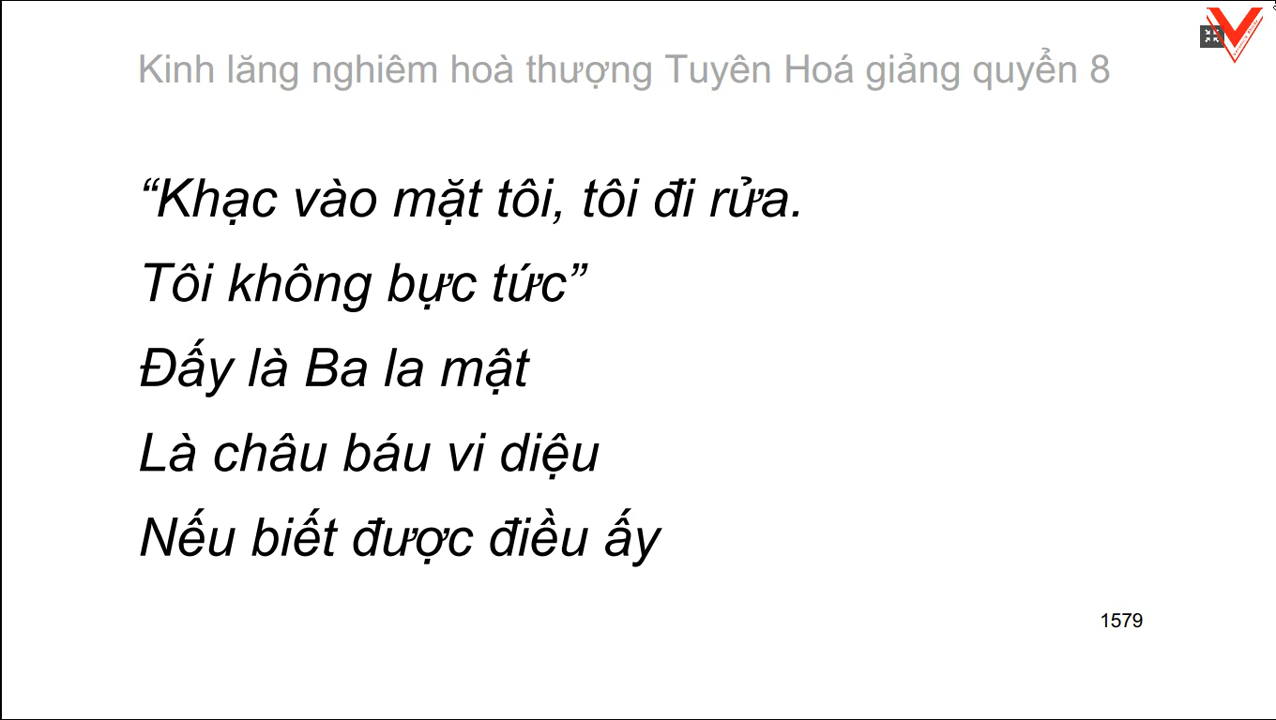 Kinh lăng nghiêm hoà thượng Tuyên Hoá giảng quyển 8
“Khạc vào mặt tôi, tôi đi rửa.
Tôi không bực tức”
Đấy là Ba la mật
Là châu báu vi diệu
Nếu biết được điều ấy
1579